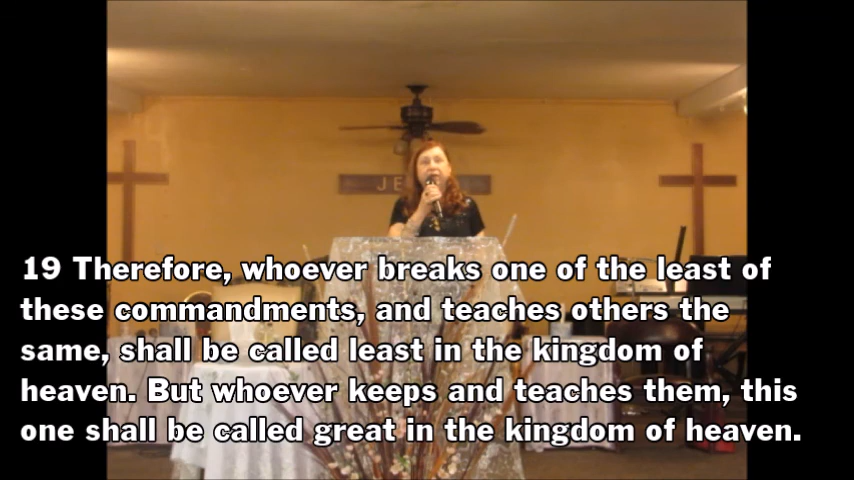 JE
19 Therefore, whoever breaks one of the least of
these commandments, and teaches others the
same, shall be called least in the kingdom of
heaven. But whoever keeps and teaches them, this
one shall be called great in the kingdom of heaven.